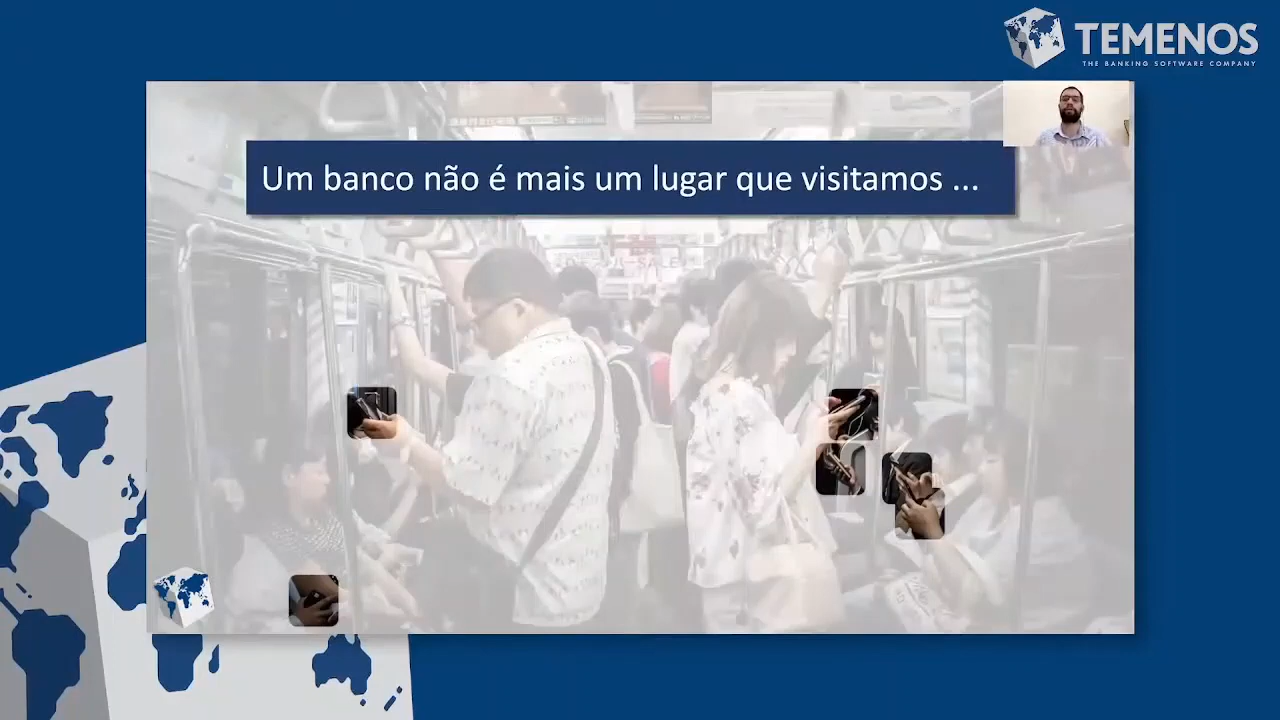 TEMENOS
THE BANKING SOFTWARE COMPANY
Um banco não é mais um lugar que visitamos ...